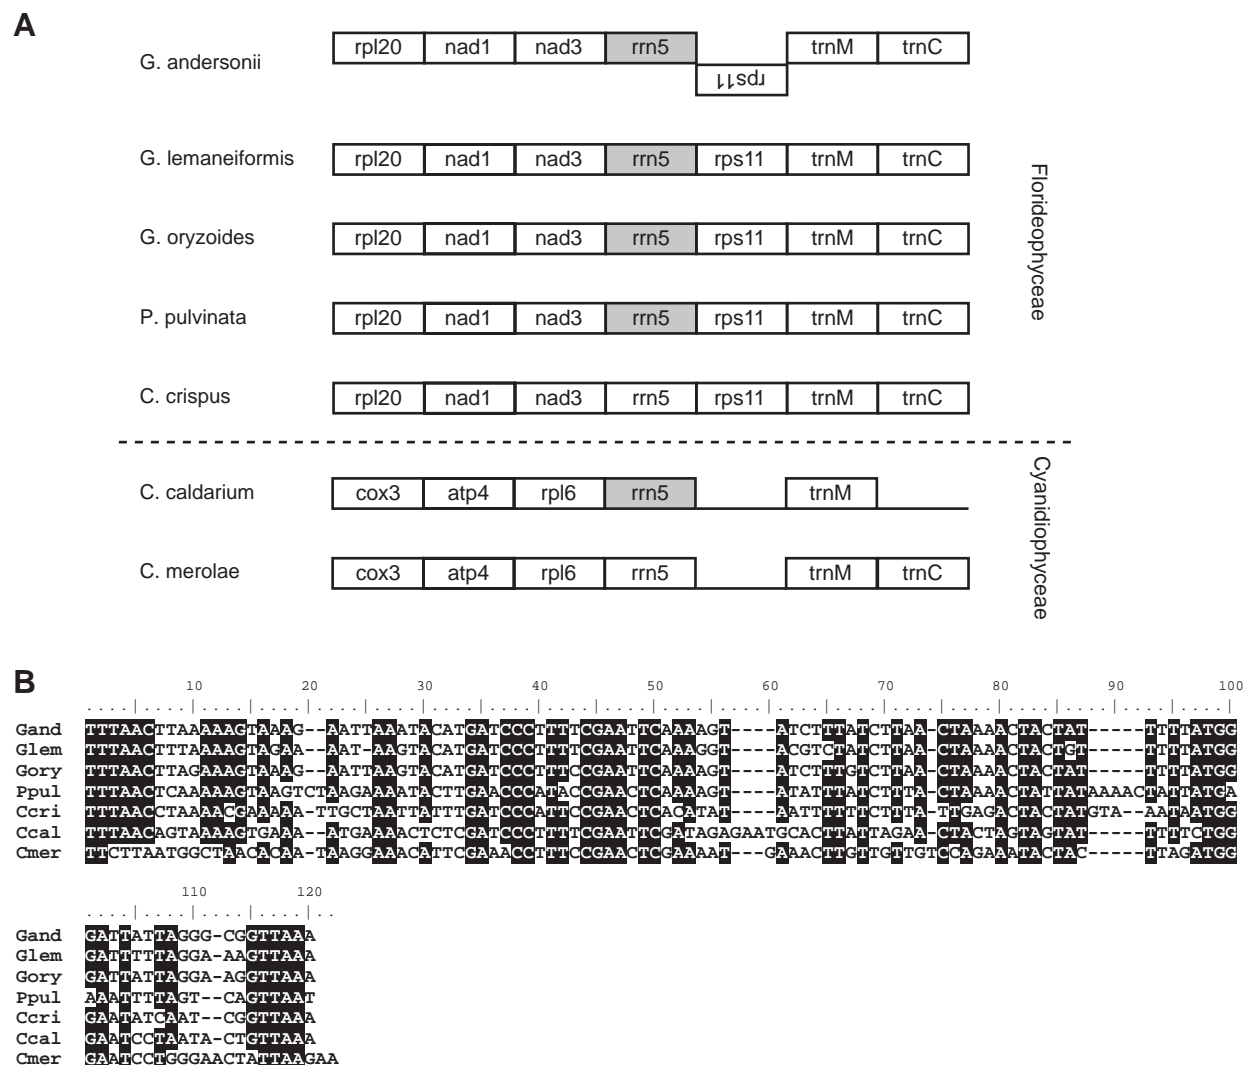 A
G. andersonii rpl20 nad1 nad3 rrn5 rps11 trnM trnC
G. lemaneiformis rpl20 nad1 nad3 rrn5 rps11 trnM trnC
G. oryzoides rpl20 nad1 nad3 rrn5 rps11 trnM trnC
P. pulvinata rpl20 nad1 nad3 rrn5 rps11 trnM trnC
C. crispus rpl20 nad1 nad3 rrn5 rps11 trnM trnC
Florideophyceae
C. caldarium cox3 atp4 rpl6 rrn5 trnM
C. merolae cox3 atp4 rpl6 rrn5 trnM trnC
Cyanidiophyceae
B
10 20 30 40 50 60 70 80 90 100
Gand TTTAACTTAAAAAGTAAAG--AATTAAATACATGATCCCTTTTCGAATTCAAAAGT----ATCTTTATCTTAA-CTAAAACTACTAT-----TTTTATGG
Glem TTTAACTTTAAAAGTAGAA--AAT-AAGTACATGATCCCTTTTCGAATTCAAAGGT----ACGTCTATCTTAA-CTAAAACTACTGT-----TTTTATGG
Gory TTTAACTTAGAAAGTAAAG--AATTAAGTACATGATCCCTTTCCGAATTCAAAAGT----ATCTTTGTCTTAA-CTAAAACTACTAT-----TTTTATGG
Ppul TTTAACTCAAAAAGTAAGTCTAAGAAATACTTGAACCCATACCGAACTCAAAAGT----ATATTTATCTTTA-CTAAAACTATTATAAAACTATTATGA
Ccri TTTAACCTAAAACGAAAAA-TTGCTAATTATTTGATCCCATTCCGAACTCACATAT----AATTTTTCTTTA-TTGAGACTACTATGTA--AATAATGG
Ccal TTTAACAGTAAAAGTGAAA--ATGAAAACTCTCGATCCCTTTTCGAATTCGATAGAGAATGCACTTATTAGAA-CTACTAGTAGTAT-----TTTTCTGG
Cmer TTCTTAATGGCTAACACAA-TAAGGAAACATTCGAAACCTTTCCGAACTCGAAAAT---GAAACTTGTTGTTGTCCAGAAATACTAC-----TTAGATGG
110 120
Gand GATTATTAGGG-CGGTTAAA
Glem GATTTTTAGGA-AAGTTAAA
Gory GATTATTAGGA-AGGTTAAA
Ppul AAATTTTAGT--CAGTTAAT
Ccri GAATATCAAT--CGGTTAAA
Ccal GAATCCTAATA-CTGTTAAA
Cmer GAATCCTGGGAACTATTAAGAA